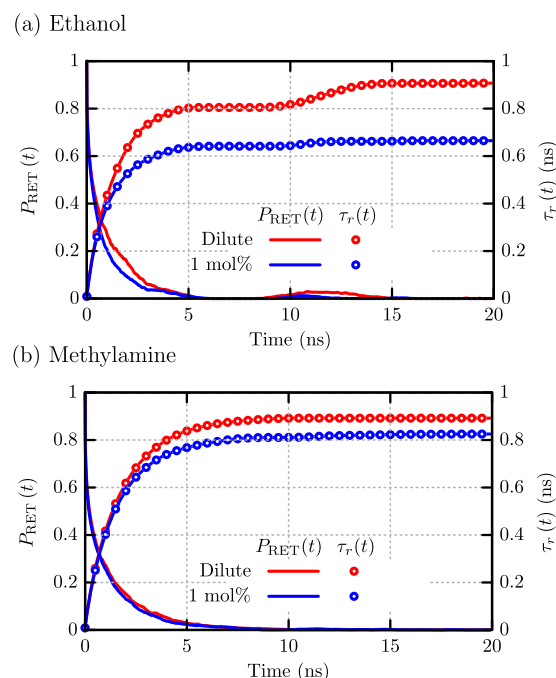 (a) Ethanol
1
0.8
0.6
0.4
0.2
0
P_RET(t)
1
0.8
0.6
0.4
0.2
0
τ_r(t) (ns)
P_RET(t) τ_r(t)
Dilute
1 mol%
0 5 10 15 20
Time (ns)
(b) Methylamine
1
0.8
0.6
0.4
0.2
0
P_RET(t)
1
0.8
0.6
0.4
0.2
0
τ_r(t) (ns)
P_RET(t) τ_r(t)
Dilute
1 mol%
0 5 10 15 20
Time (ns)